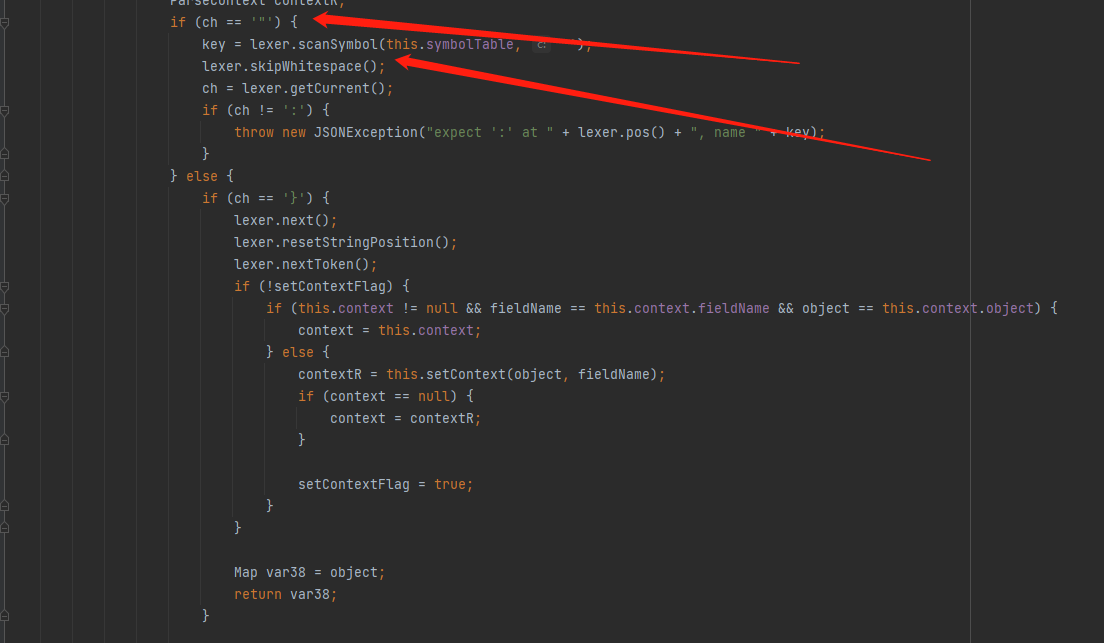 ParseContext contextR;
if (ch == '"') {
key = lexer.scanSymbol(this.symbolTable, c: );
lexer.skipWhitespace();
ch = lexer.getCurrent();
if (ch != ':') {
throw new JSONException("expect ':' at " + lexer.pos() + ", name " + key);
}
} else {
if (ch == '}') {
lexer.next();
lexer.resetStringPosition();
lexer.nextToken();
if (!setContextFlag) {
if (this.context != null && fieldName == this.context.fieldName && object == this.context.object) {
context = this.context;
} else {
contextR = this.setContext(object, fieldName);
if (context == null) {
context = contextR;
}
setContextFlag = true;
}
}
Map var38 = object;
return var38;
}